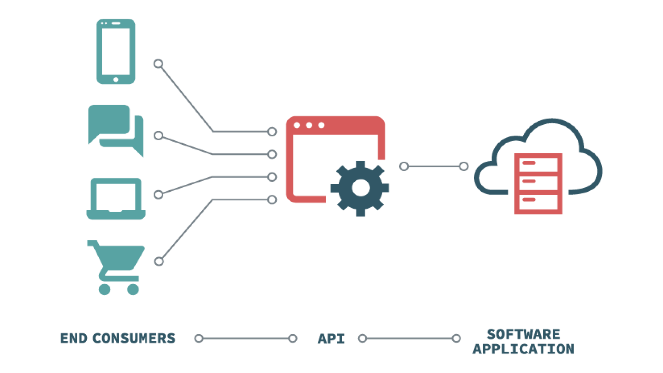 END CONSUMERS
API
SOFTWARE
APPLICATION